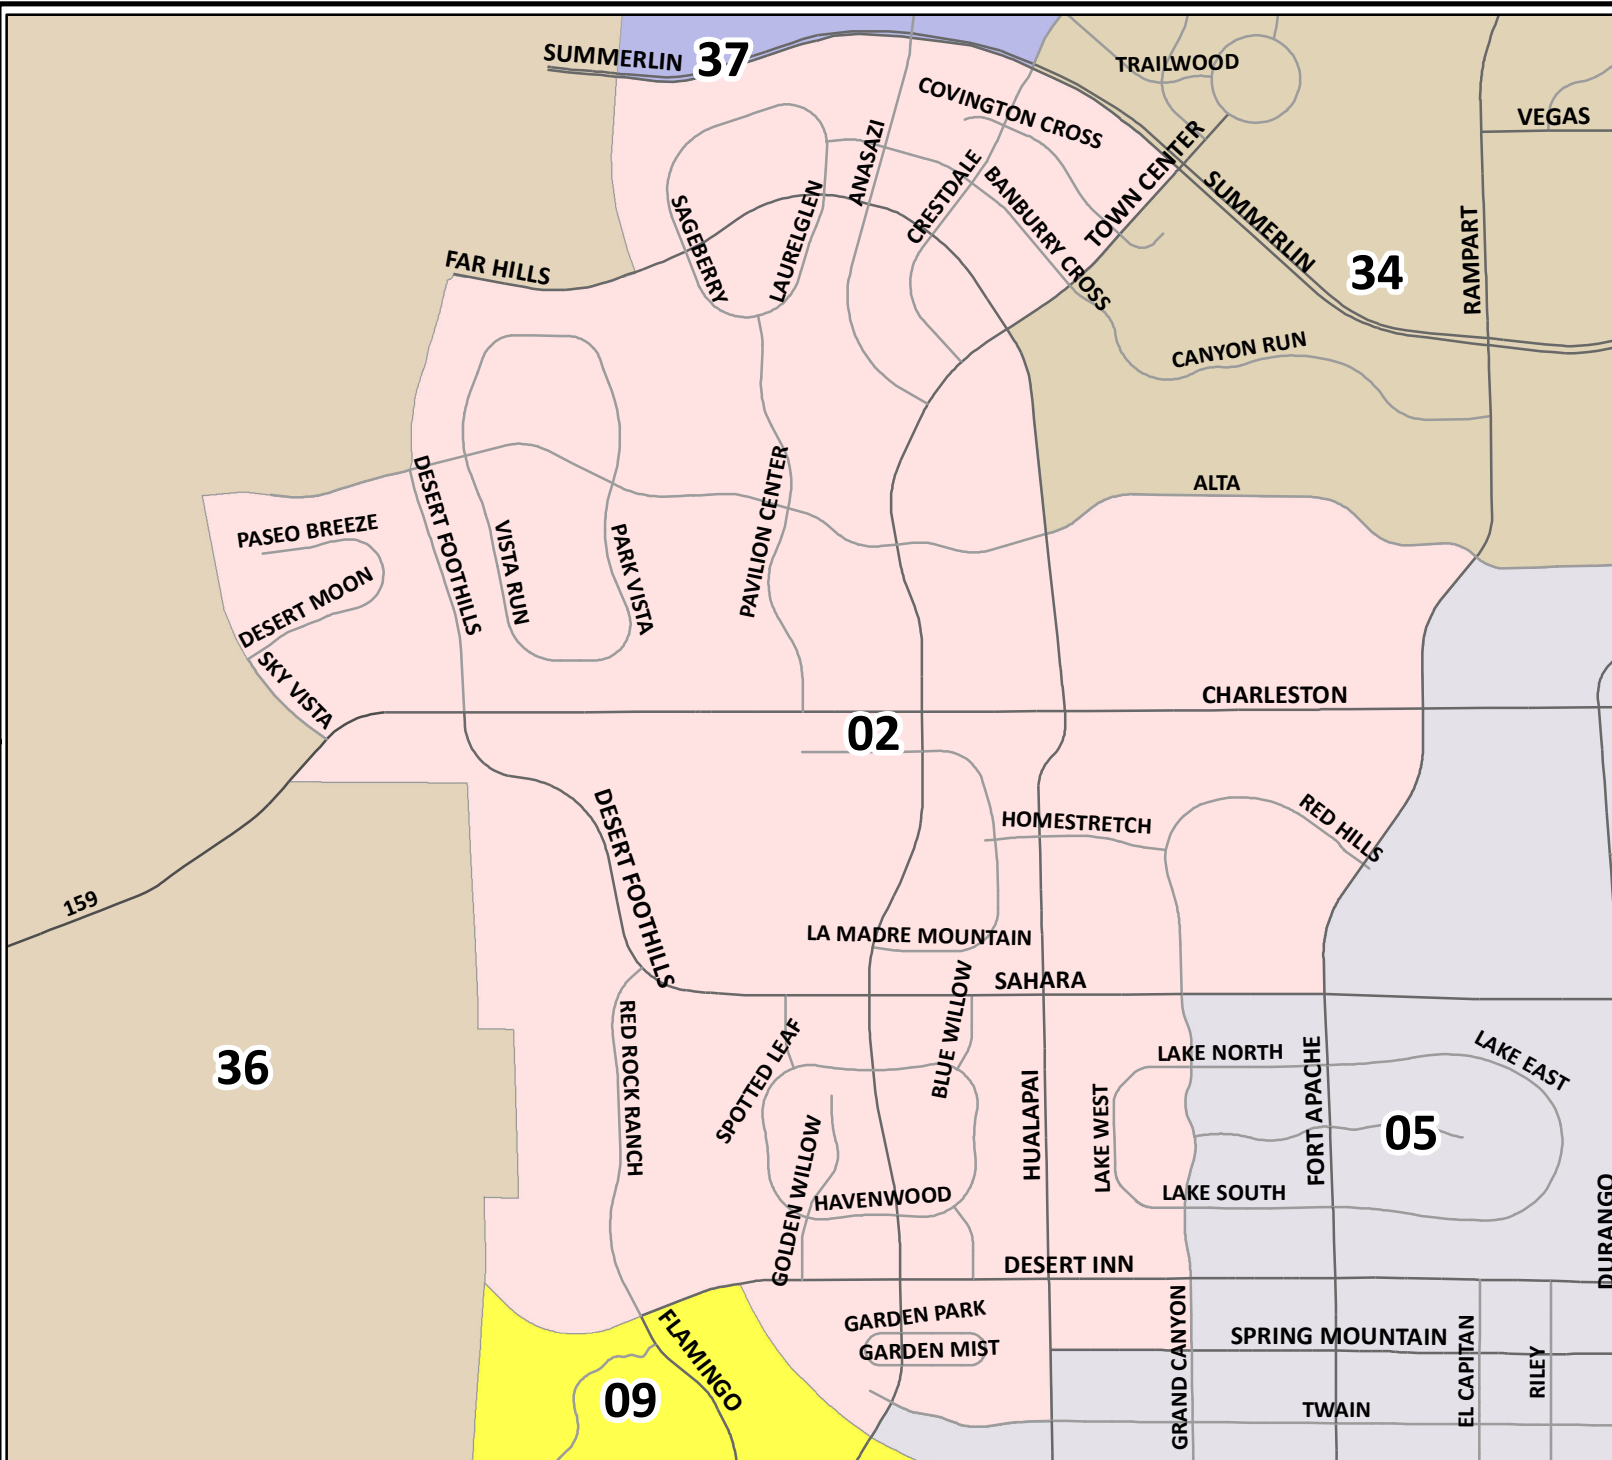 SUMMERLIN
37
TRAILWOOD
COVINGTON CROSS
VEGAS
ANASAZI
CRESTDALE
BANBURRY CROSS
TOWN CENTER
SUMMERLIN
SAGEBERRY
LAURELGLEN
RAMPART
34
FAR HILLS
CANYON RUN
ALTA
DESERT FOOTHILLS
PAVILION CENTER
PASEO BREEZE
VISTA RUN
PARK VISTA
DESERT MOON
SKY VISTA
CHARLESTON
02
DESERT FOOTHILLS
HOMESTRETCH
RED HILLS
159
LA MADRE MOUNTAIN
SAHARA
BLUE WILLOW
RED ROCK RANCH
SPOTTED LEAF
36
HUALAPAI
LAKE NORTH
LAKE EAST
LAKE WEST
FORT APACHE
05
GOLDEN WILLOW
HAVENWOOD
LAKE SOUTH
DURANGO
DESERT INN
GARDEN PARK
GARDEN MIST
FLAMINGO
GRAND CANYON
SPRING MOUNTAIN
EL CAPITAN
RILEY
09
TWAIN